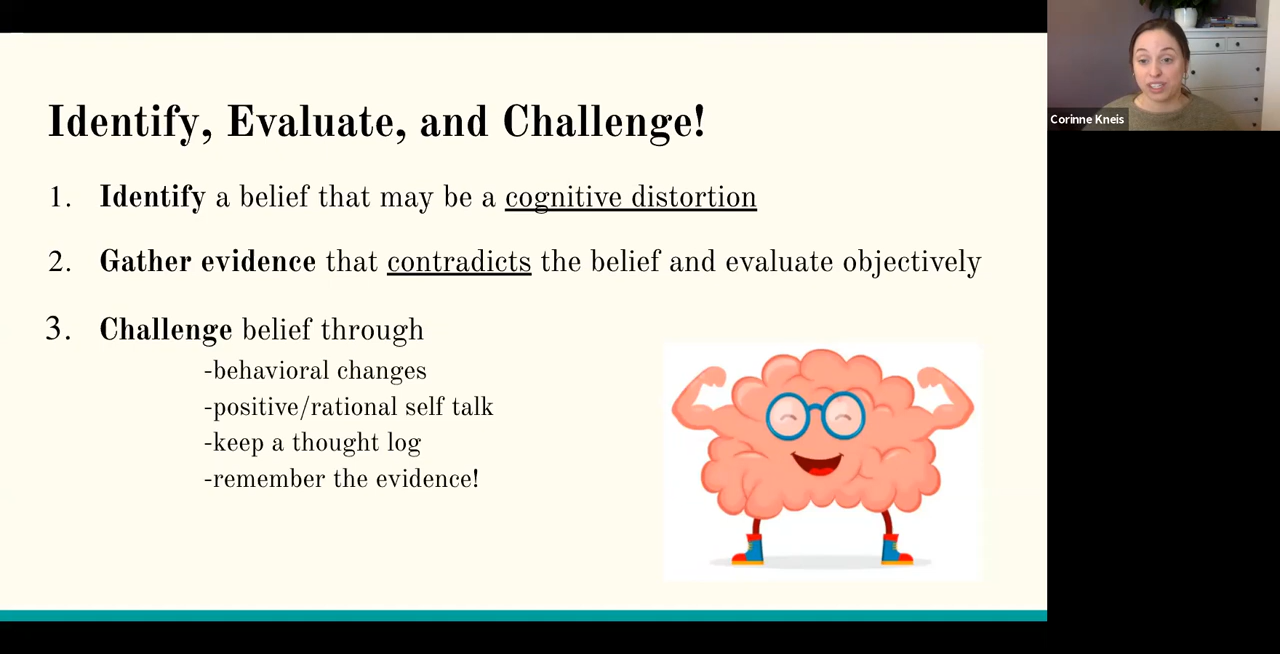 Identify, Evaluate, and Challenge!
1. Identify a belief that may be a cognitive distortion
2. Gather evidence that contradicts the belief and evaluate objectively
3. Challenge belief through
-behavioral changes
-positive/rational self talk
-keep a thought log
-remember the evidence!
Corinne Kneis